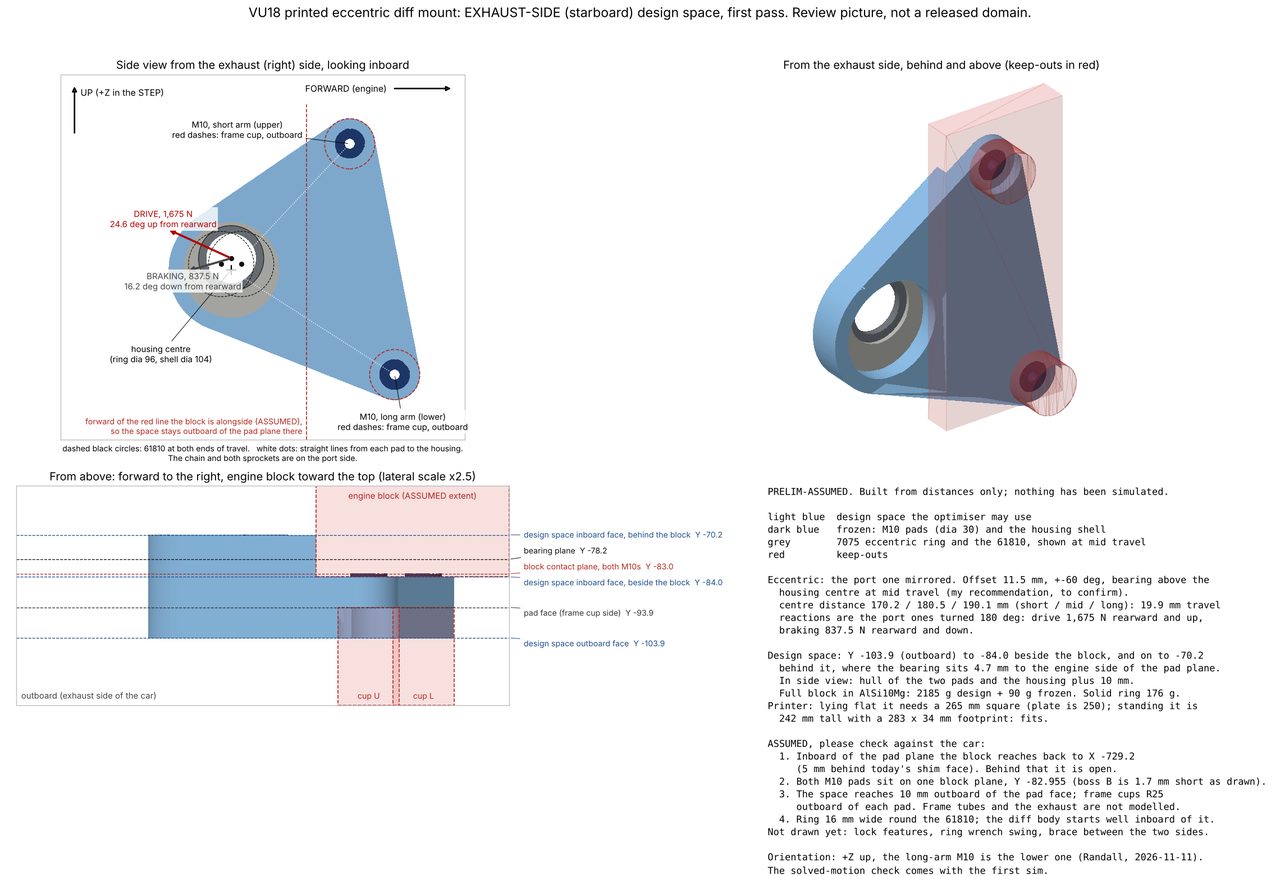 VU18 printed eccentric diff mount: EXHAUST-SIDE (starboard) design space, first pass. Review picture, not a released domain.
Side view from the exhaust (right) side, looking inboard
UP (+Z in the STEP)
FORWARD (engine)
M10, short arm (upper)
red dashes: frame cup, outboard
DRIVE, 1,675 N
24.6 deg up from rearward
BRAKING, 837.5 N
16.2 deg down from rearward
housing centre
(ring dia 96, shell dia 104)
M10, long arm (lower)
red dashes: frame cup, outboard
forward of the red line the block is alongside (ASSUMED),
so the space stays outboard of the pad plane there
dashed black circles: 61810 at both ends of travel. white dots: straight lines from each pad to the housing.
The chain and both sprockets are on the port side.
From the exhaust side, behind and above (keep-outs in red)
From above: forward to the right, engine block toward the top (lateral scale x2.5)
engine block (ASSUMED extent)
design space inboard face, behind the block Y -70.2
bearing plane Y -78.2
block contact plane, both M10s Y -83.0
design space inboard face, beside the block Y -84.0
pad face (frame cup side) Y -93.9
design space outboard face Y -103.9
outboard (exhaust side of the car)
cup U
cup L
PRELIM-ASSUMED. Built from distances only; nothing has been simulated.
light blue design space the optimiser may use
dark blue frozen: M10 pads (dia 30) and the housing shell
grey 7075 eccentric ring and the 61810, shown at mid travel
red keep-outs
Eccentric: the port one mirrored. Offset 11.5 mm, +-60 deg, bearing above the
housing centre at mid travel (my recommendation, to confirm).
centre distance 170.2 / 180.5 / 190.1 mm (short / mid / long): 19.9 mm travel
reactions are the port ones turned 180 deg: drive 1,675 N rearward and up,
braking 837.5 N rearward and down.
Design space: Y -103.9 (outboard) to -84.0 beside the block, and on to -70.2
behind it, where the bearing sits 4.7 mm to the engine side of the pad plane.
In side view: hull of the two pads and the housing plus 10 mm.
Full block in AlSi10Mg: 2185 g design + 90 g frozen. Solid ring 176 g.
Printer: lying flat it needs a 265 mm square (plate is 250); standing it is
242 mm tall with a 283 x 34 mm footprint: fits.
ASSUMED, please check against the car:
1. Inboard of the pad plane the block reaches back to X -729.2
(5 mm behind today's shim face). Behind that it is open.
2. Both M10 pads sit on one block plane, Y -82.955 (boss B is 1.7 mm short as drawn).
3. The space reaches 10 mm outboard of the pad face; frame cups R25
outboard of each pad. Frame tubes and the exhaust are not modelled.
4. Ring 16 mm wide round the 61810; the diff body starts well inboard of it.
Not drawn yet: lock features, ring wrench swing, brace between the two sides.
Orientation: +Z up, the long-arm M10 is the lower one (Randall, 2026-11-11).
The solved-motion check comes with the first sim.